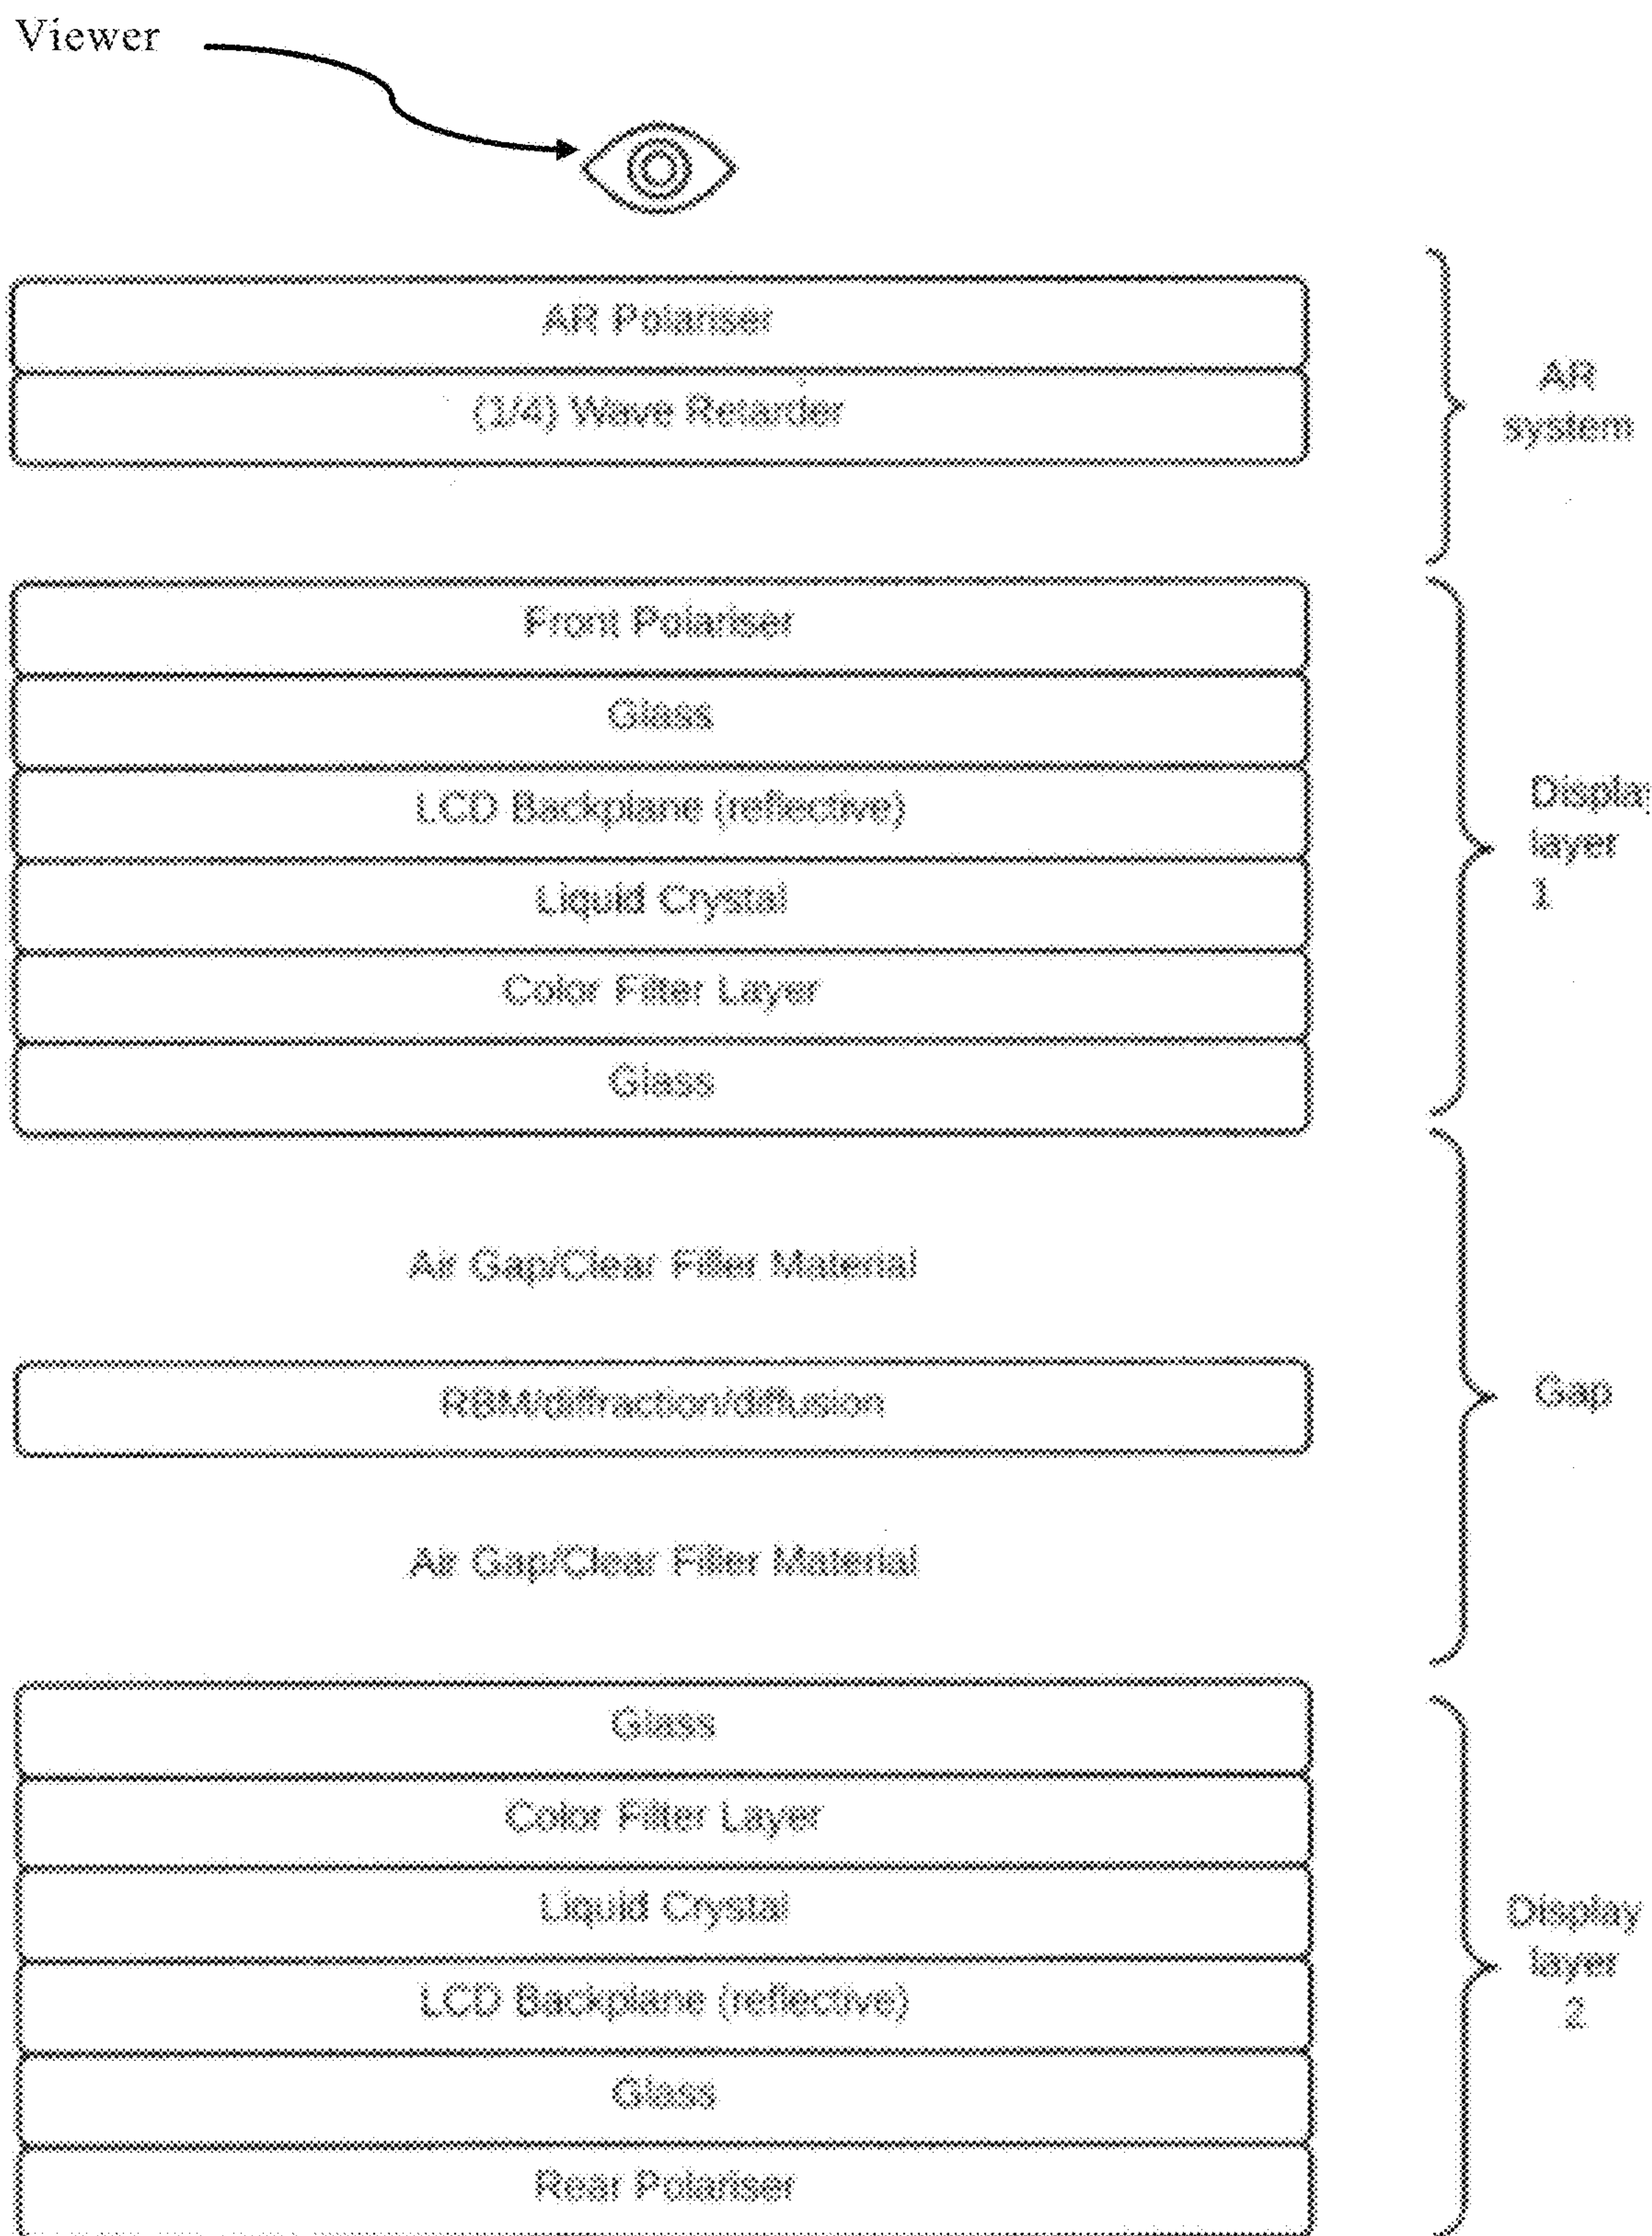 Viewer
AR Polariser
(1/4) Wave Retarder
AR
system
Front Polariser
Glass
LCD Backplane (reflective)
Liquid Crystal
Color Filter Layer
Glass
Display
layer
1
Air Gap/Clear Filler Material
RBM/diffraction/diffusion
Air Gap/Clear Filler Material
Gap
Glass
Color Filter Layer
Liquid Crystal
LCD Backplane (reflective)
Glass
Rear Polariser
Display
layer
2